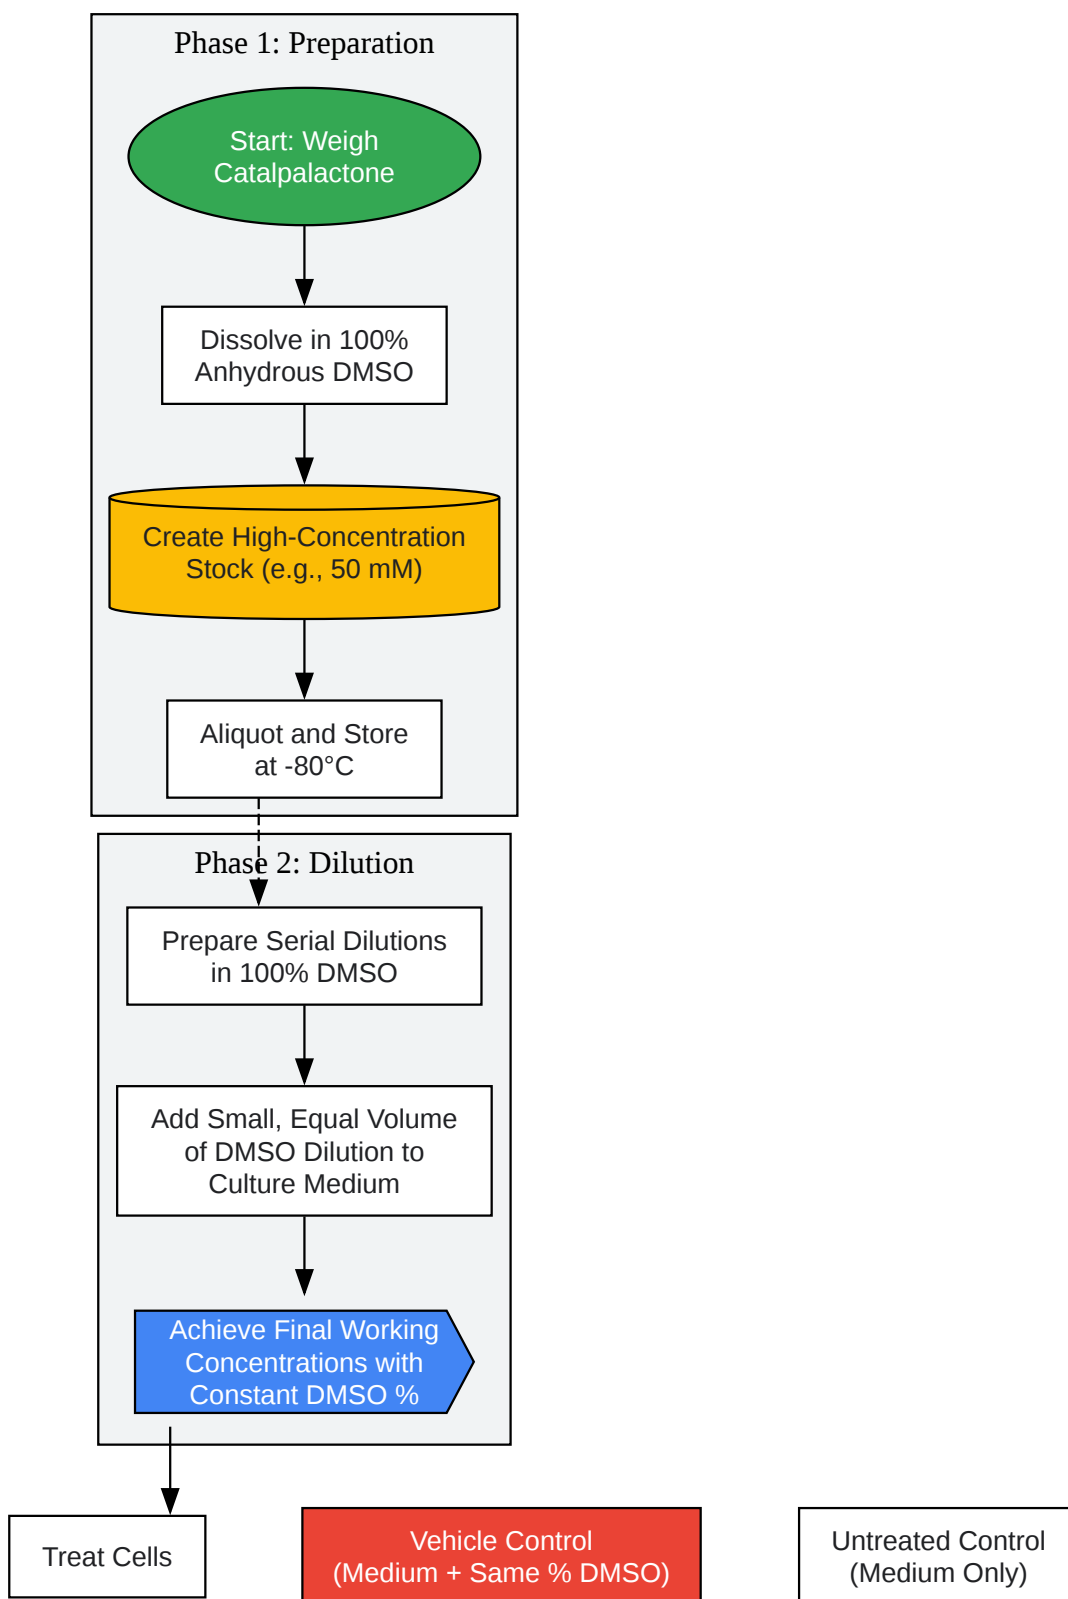 Phase 1: Preparation
Start: Weigh
Catalpalactone
Dissolve in 100%
Anhydrous DMSO
Create High-Concentration
Stock (e.g., 50 mM)
Aliquot and Store
at -80°C
Phase 2: Dilution
Prepare Serial Dilutions
in 100% DMSO
Add Small, Equal Volume
of DMSO Dilution to
Culture Medium
Achieve Final Working
Concentrations with
Constant DMSO %
Treat Cells
Vehicle Control
(Medium + Same % DMSO)
Untreated Control
(Medium Only)